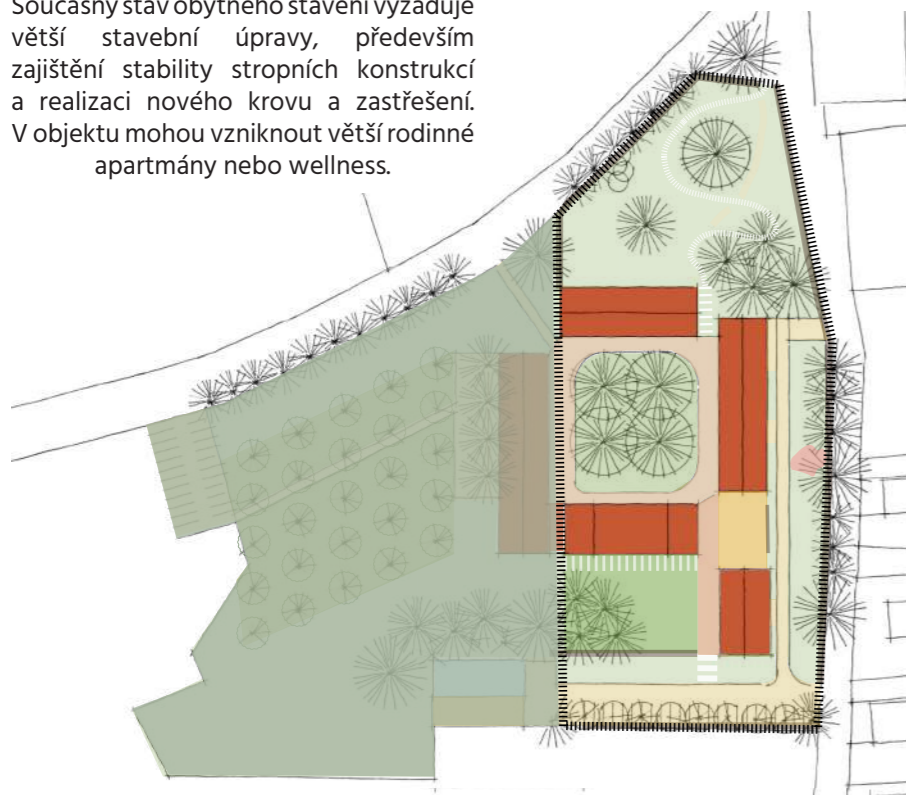 Současný stav obytného stavení vyžaduje
větší stavební úpravy, především
zajištění stability stropních konstrukcí
a realizaci nového krovu a zastřešení.
V objektu mohou vzniknout větší rodinné
apartmány nebo wellness.